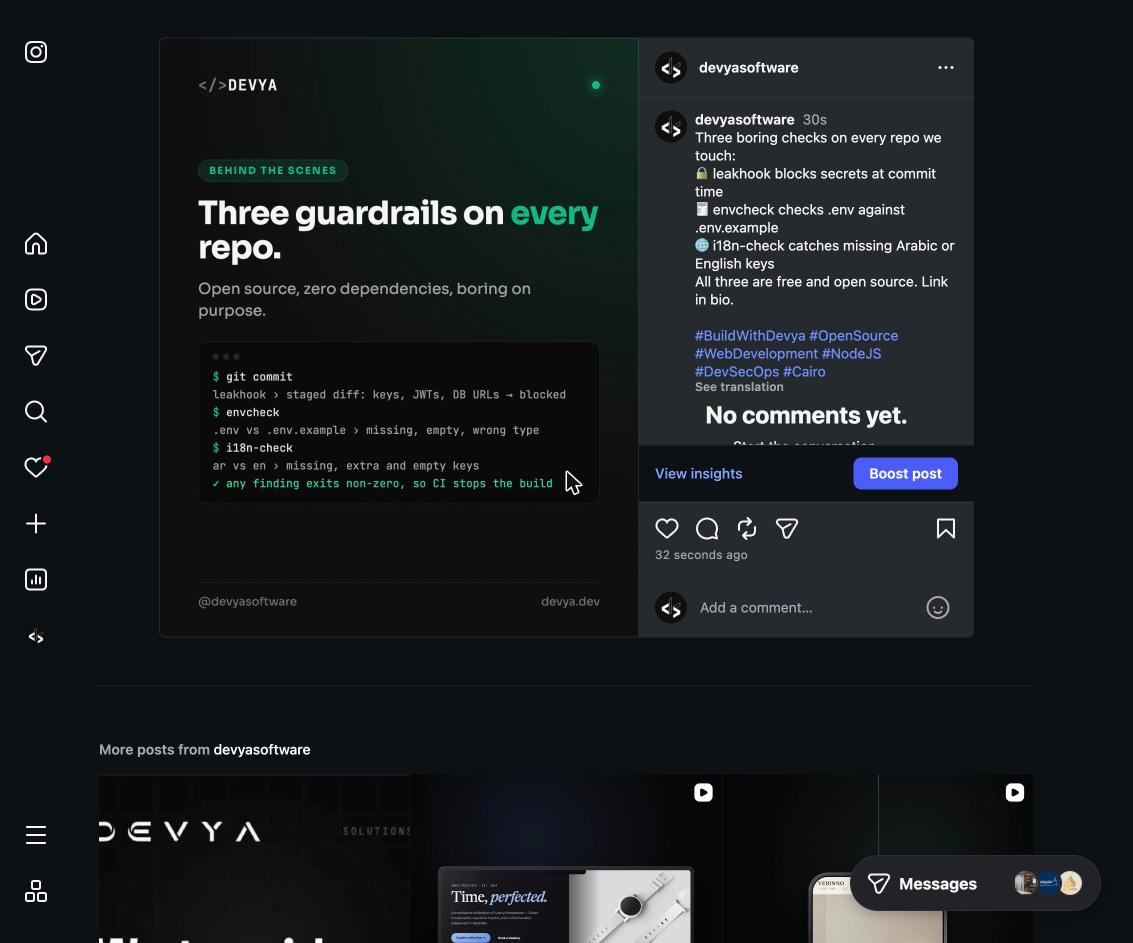 </>DEVYA
BEHIND THE SCENES
Three guardrails on every
repo.
Open source, zero dependencies, boring on
purpose.
$ git commit
leakhook › staged diff: keys, JWTs, DB URLs → blocked
$ envcheck
.env vs .env.example › missing, empty, wrong type
$ i18n-check
ar vs en › missing, extra and empty keys
✓ any finding exits non-zero, so CI stops the build
@devyasoftware
devya.dev
devyasoftware
devyasoftware 30s
Three boring checks on every repo we
touch:
🔒 leakhook blocks secrets at commit
time
🧾 envcheck checks .env against
.env.example
🌐 i18n-check catches missing Arabic or
English keys
All three are free and open source. Link
in bio.
#BuildWithDevya #OpenSource
#WebDevelopment #NodeJS
#DevSecOps #Cairo
See translation
No comments yet.
Start the conversation
View insights
Boost post
32 seconds ago
Add a comment...
More posts from devyasoftware
DEVYA
SOLUTIONS
Time, perfected.
VERINNO
Messages